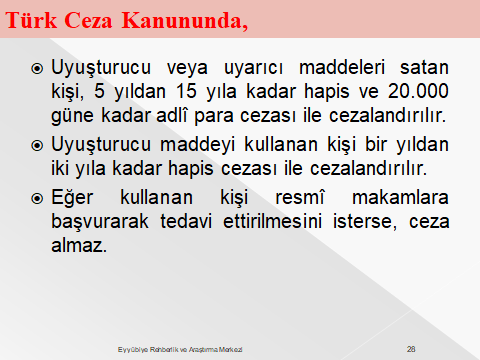 Türk Ceza Kanununda,
Uyuşturucu veya uyarıcı maddeleri satan
kişi, 5 yıldan 15 yıla kadar hapis ve 20.000
güne kadar adlî para cezası ile cezalandırılır.
Uyuşturucu maddeyi kullanan kişi bir yıldan
iki yıla kadar hapis cezası ile cezalandırılır.
Eğer kullanan kişi resmî makamlara
başvurarak tedavi ettirilmesini isterse, ceza
almaz.
Eyyübiye Rehberlik ve Araştırma Merkezi
28